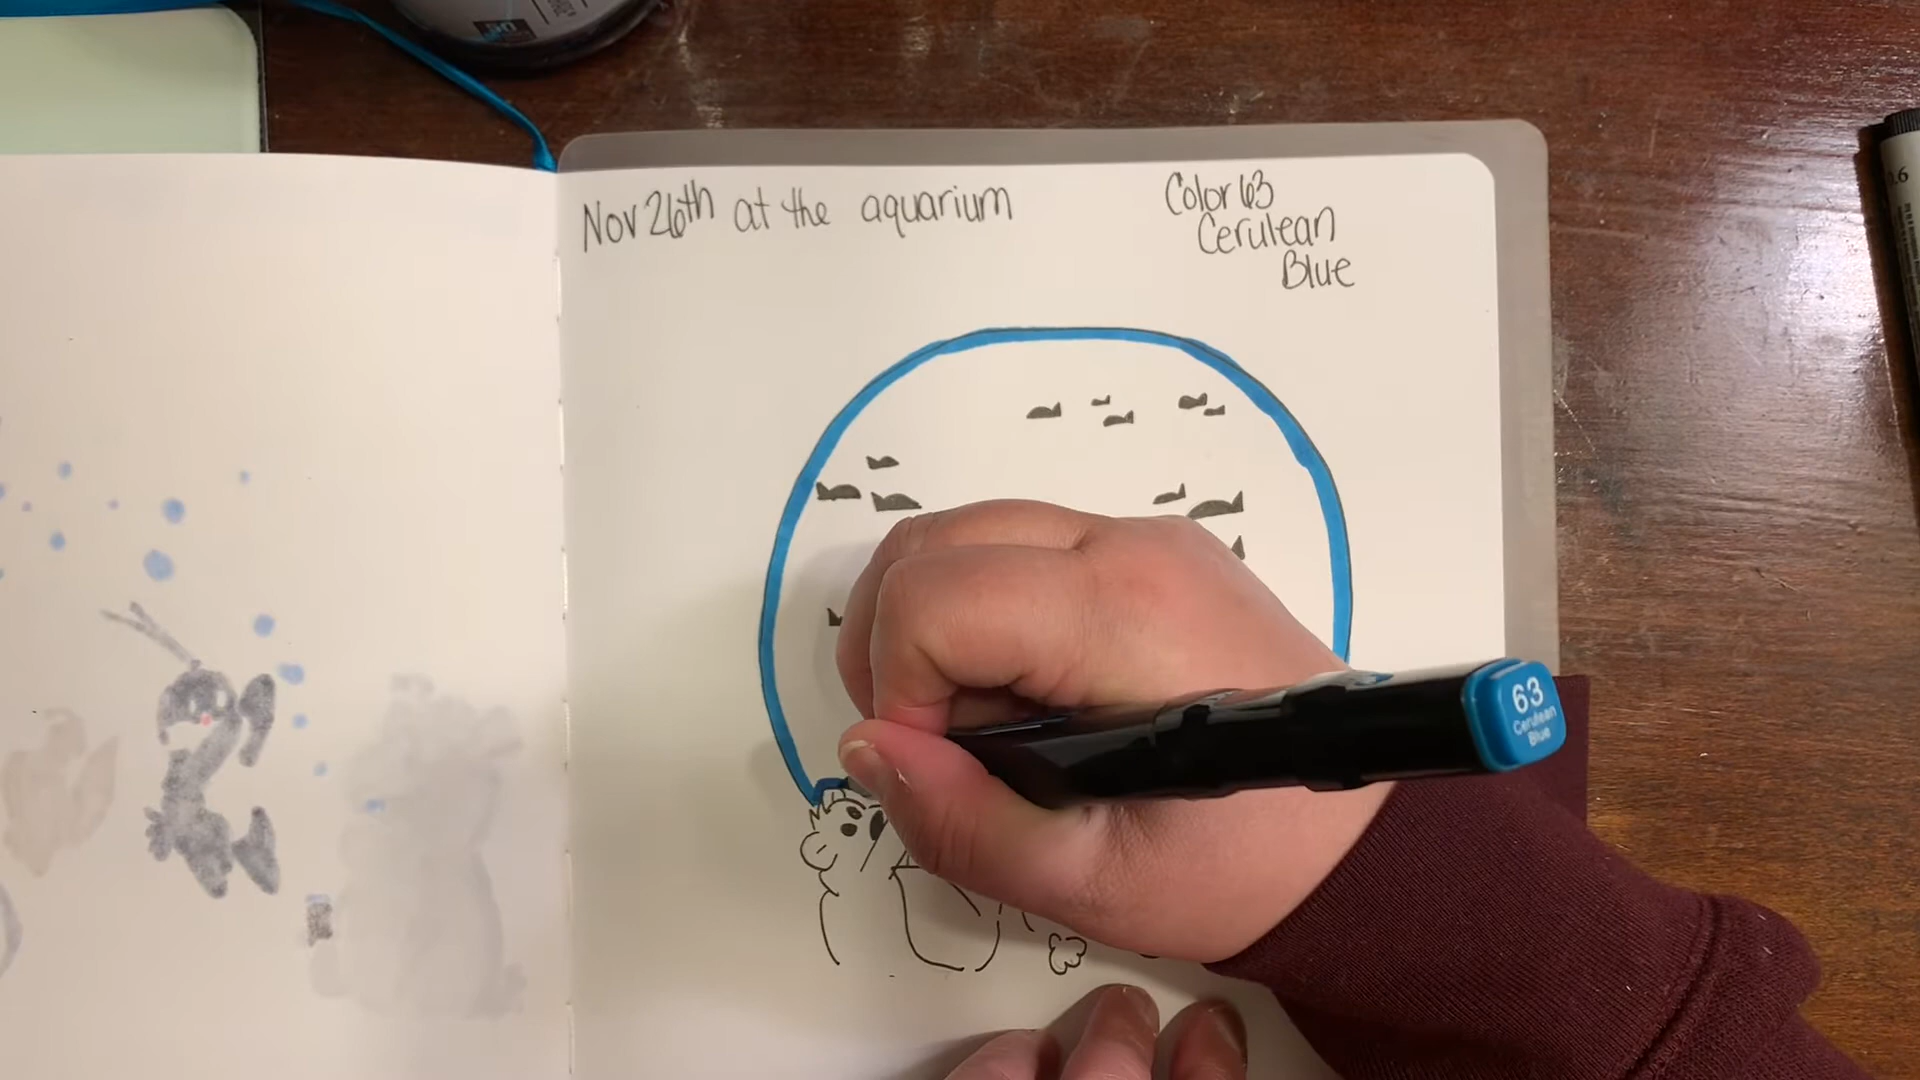 Nov 26th at the aquarium
Color 63
Cerulean
Blue
63
Cerulean
Blue